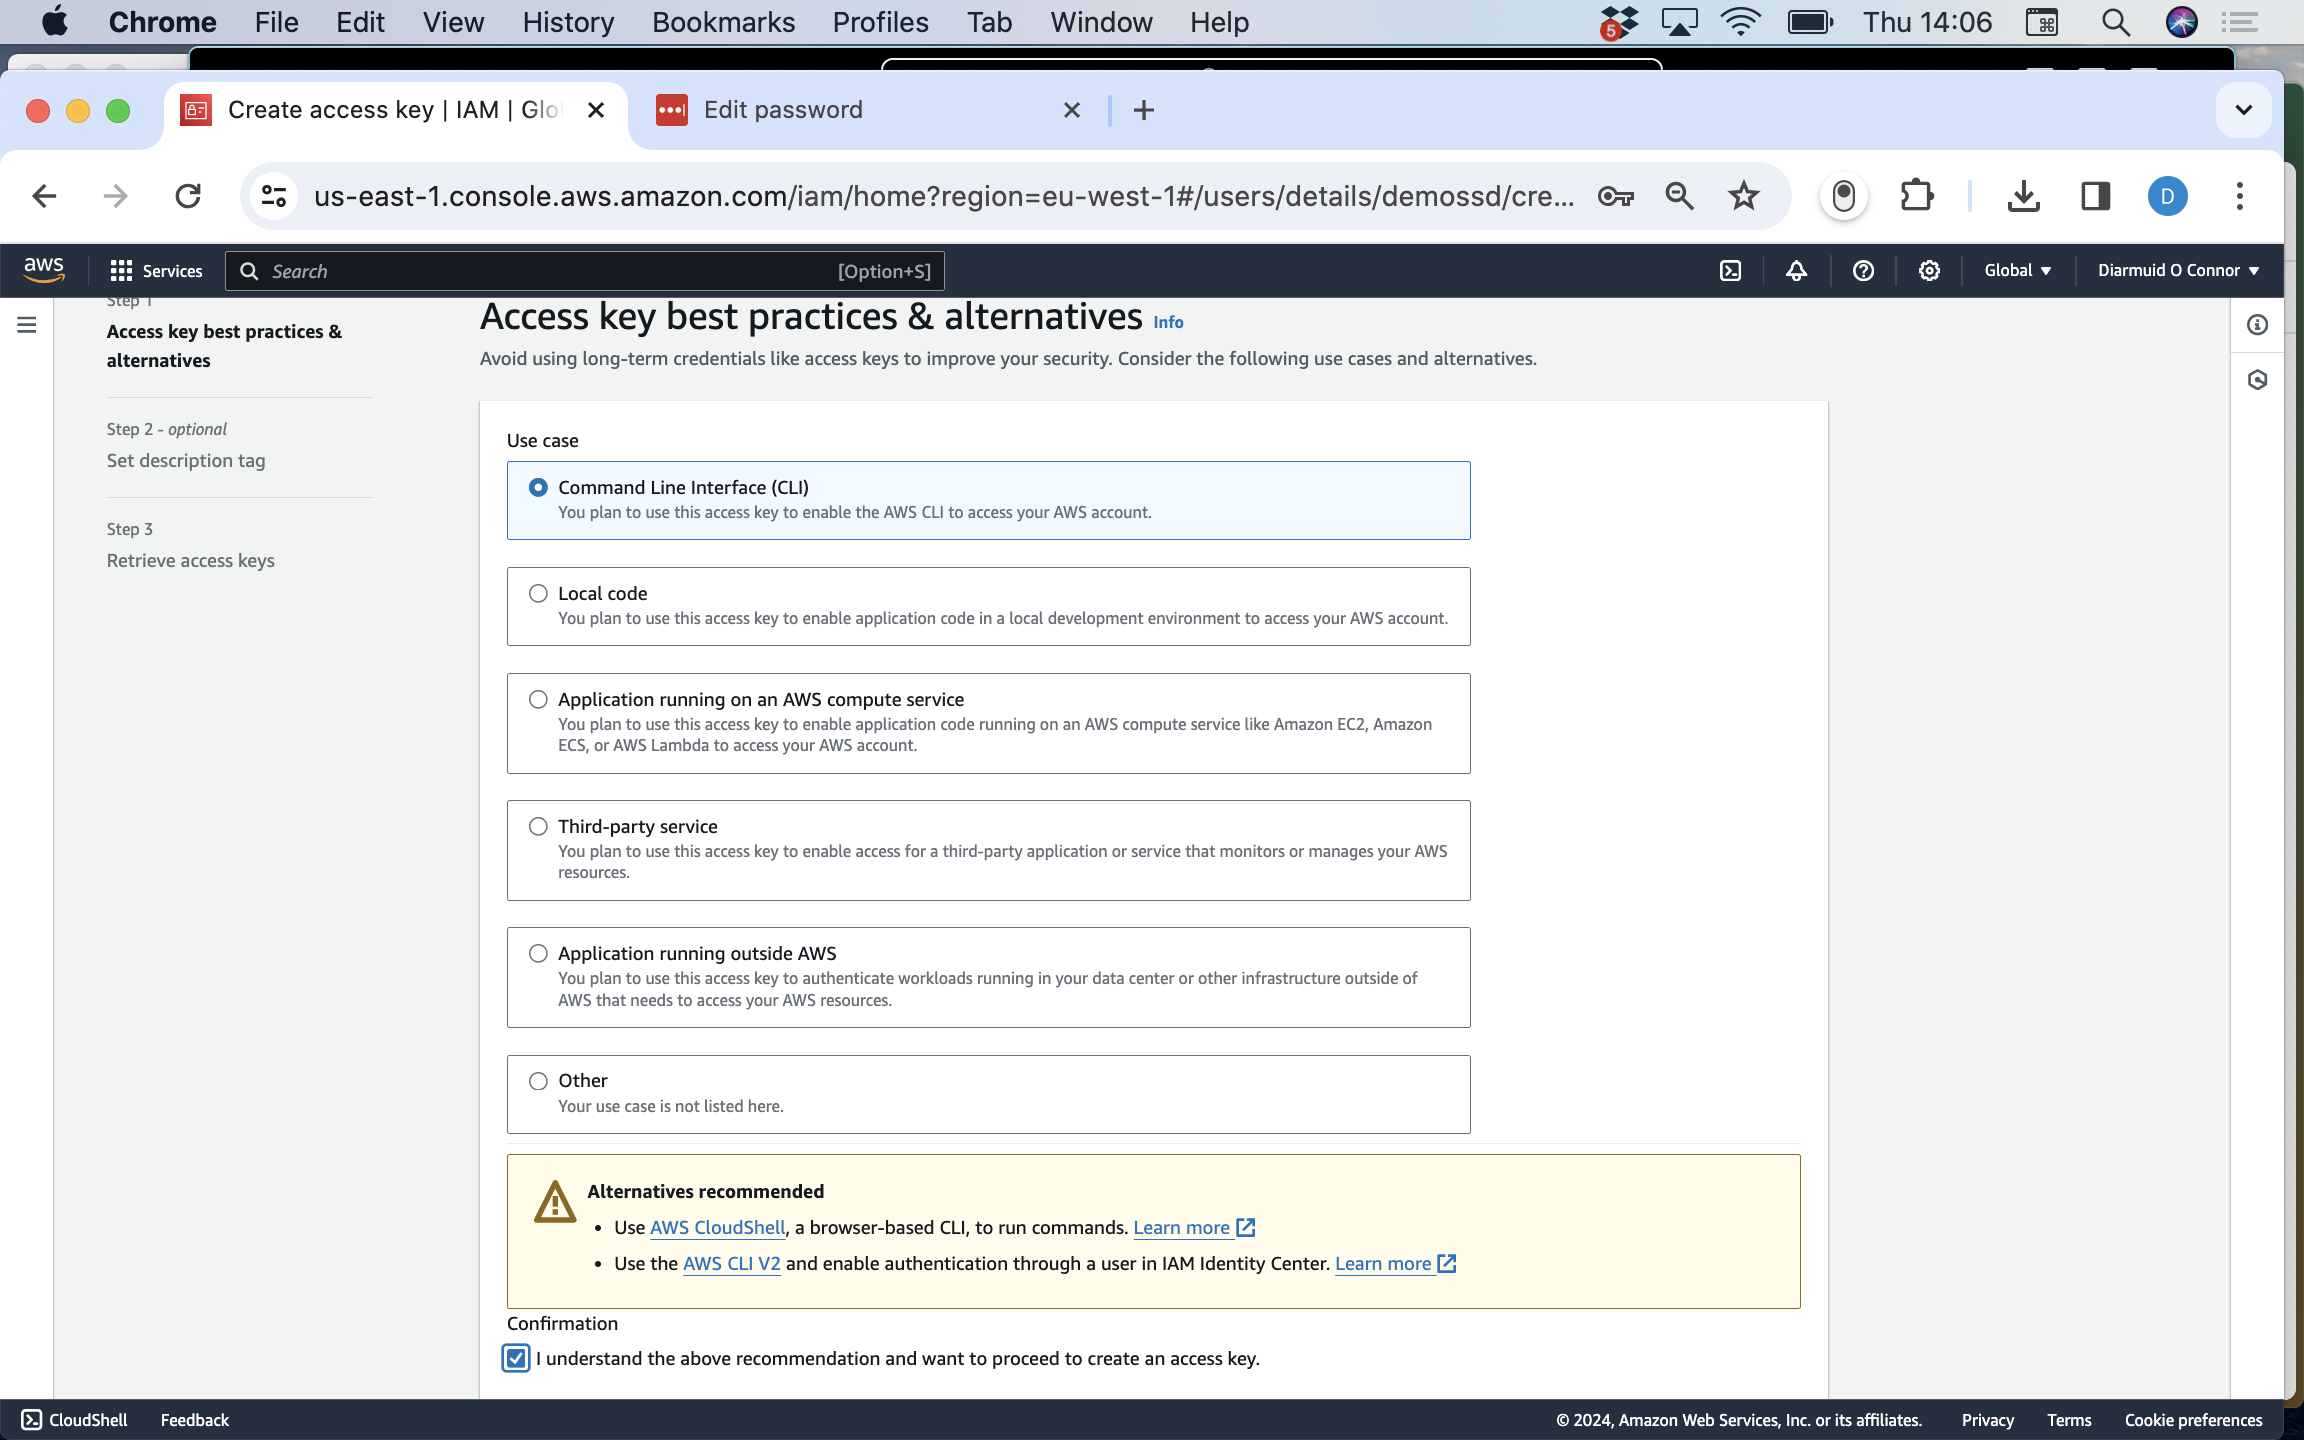 Chrome File Edit View History Bookmarks Profiles Tab Window Help
5
Thu 14:06
Create access key | IAM | Glo
Edit password
us-east-1.console.aws.amazon.com/iam/home?region=eu-west-1#/users/details/demossd/cre...
D
aws
Services
Search
[Option+S]
Global
Diarmuid O Connor
Step 1
Access key best practices &
alternatives
Step 2 - optional
Set description tag
Step 3
Retrieve access keys
Access key best practices & alternatives Info
Avoid using long-term credentials like access keys to improve your security. Consider the following use cases and alternatives.
Use case
Command Line Interface (CLI)
You plan to use this access key to enable the AWS CLI to access your AWS account.
Local code
You plan to use this access key to enable application code in a local development environment to access your AWS account.
Application running on an AWS compute service
You plan to use this access key to enable application code running on an AWS compute service like Amazon EC2, Amazon
ECS, or AWS Lambda to access your AWS account.
Third-party service
You plan to use this access key to enable access for a third-party application or service that monitors or manages your AWS
resources.
Application running outside AWS
You plan to use this access key to authenticate workloads running in your data center or other infrastructure outside of
AWS that needs to access your AWS resources.
Other
Your use case is not listed here.
Alternatives recommended
• Use AWS CloudShell, a browser-based CLI, to run commands. Learn more
• Use the AWS CLI V2 and enable authentication through a user in IAM Identity Center. Learn more
Confirmation
I understand the above recommendation and want to proceed to create an access key.
CloudShell Feedback
© 2024, Amazon Web Services, Inc. or its affiliates. Privacy Terms Cookie preferences